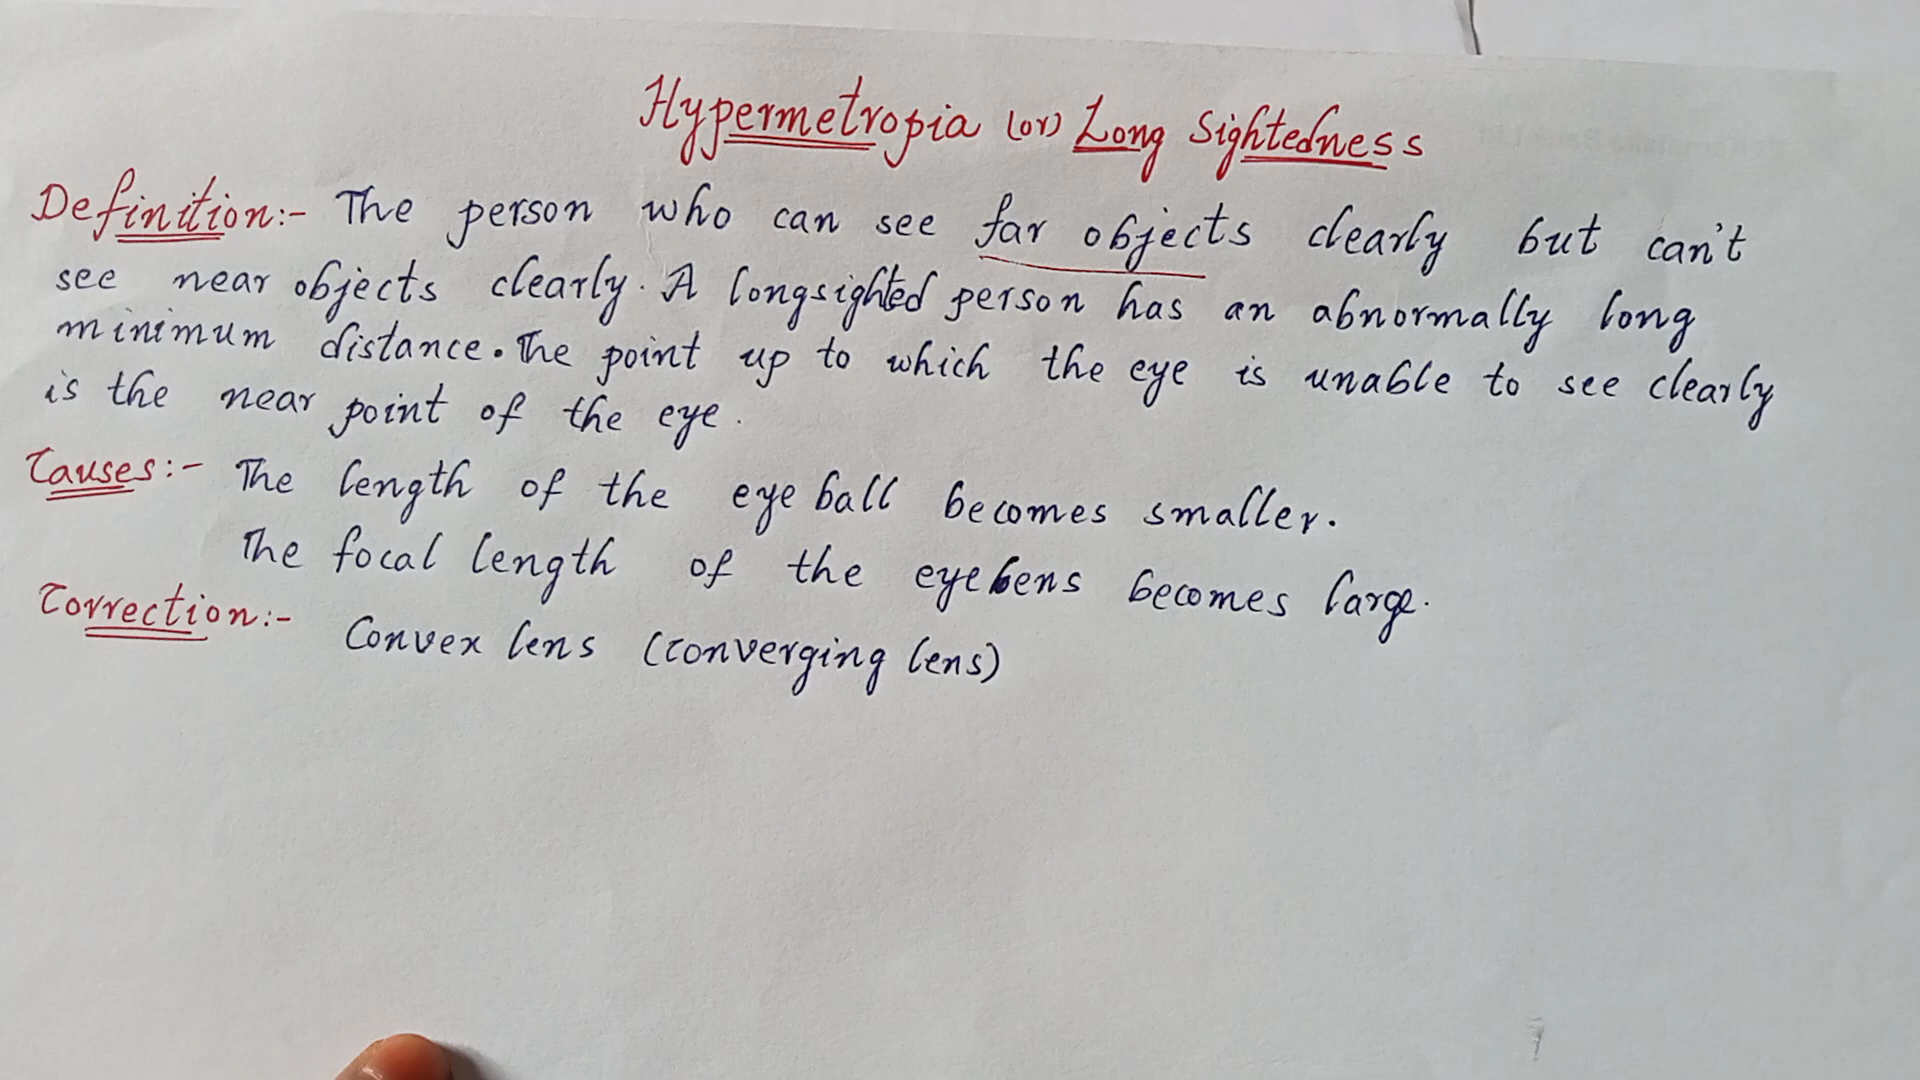 Hypermetropia (or) Long Sightedness
Definition:- The person who can see far objects clearly but can't
see near objects clearly. A longsighted person has an abnormally long
minimum distance. The point up to which the eye is unable to see clearly
is the near point of the eye.
Causes:- The length of the eye ball becomes smaller.
The focal length of the eye lens becomes large.
Correction:- Convex lens (converging lens)